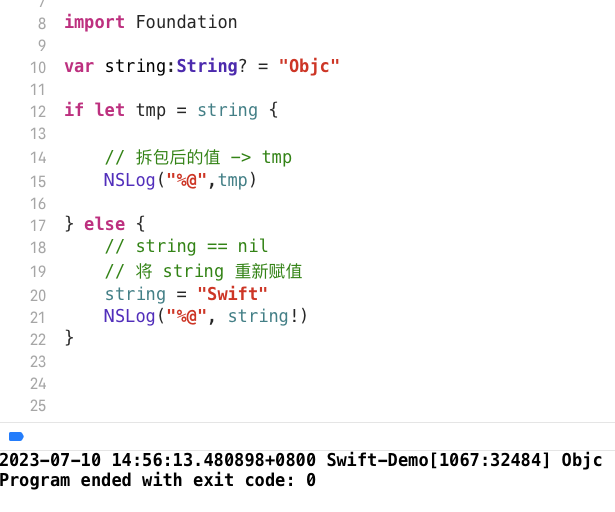 7
8 import Foundation
9
10 var string:String? = "Objc"
11
12 if let tmp = string {
13
14 // 拆包后的值 -> tmp
15 NSLog("%@",tmp)
16
17 } else {
18 // string == nil
19 // 将 string 重新赋值
20 string = "Swift"
21 NSLog("%@", string!)
22 }
23
24
25
2023-07-10 14:56:13.480898+0800 Swift-Demo[1067:32484] Objc
Program ended with exit code: 0